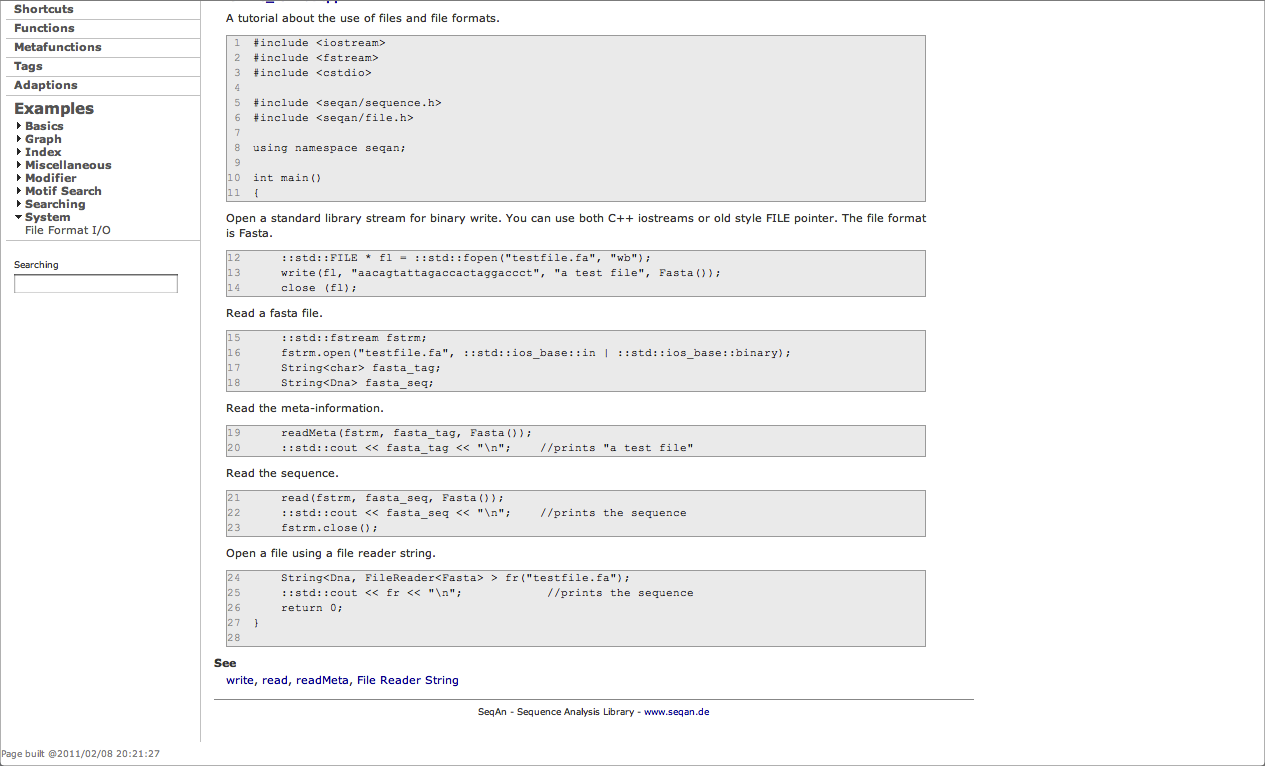 Shortcuts
Functions
Metafunctions
Tags
Adaptions
Examples
Basics
Graph
Index
Miscellaneous
Modifier
Motif Search
Searching
System
File Format I/O
Searching
A tutorial about the use of files and file formats.
1 #include <iostream>
2 #include <fstream>
3 #include <cstdio>
4
5 #include <seqan/sequence.h>
6 #include <seqan/file.h>
7
8 using namespace seqan;
9
10 int main()
11 {
Open a standard library stream for binary write. You can use both C++ iostreams or old style FILE pointer. The file format
is Fasta.
12     ::std::FILE * fl = ::std::fopen("testfile.fa", "wb");
13     write(fl, "aacagtattagaccactaggaccct", "a test file", Fasta());
14     close (fl);
Read a fasta file.
15     ::std::fstream fstrm;
16     fstrm.open("testfile.fa", ::std::ios_base::in | ::std::ios_base::binary);
17     String<char> fasta_tag;
18     String<Dna> fasta_seq;
Read the meta-information.
19     readMeta(fstrm, fasta_tag, Fasta());
20     ::std::cout << fasta_tag << "\n";    //prints "a test file"
Read the sequence.
21     read(fstrm, fasta_seq, Fasta());
22     ::std::cout << fasta_seq << "\n";    //prints the sequence
23     fstrm.close();
Open a file using a file reader string.
24     String<Dna, FileReader<Fasta> > fr("testfile.fa");
25     ::std::cout << fr << "\n";            //prints the sequence
26     return 0;
27 }
28
See
write, read, readMeta, File Reader String
SeqAn - Sequence Analysis Library - www.seqan.de
Page built @2011/02/08 20:21:27